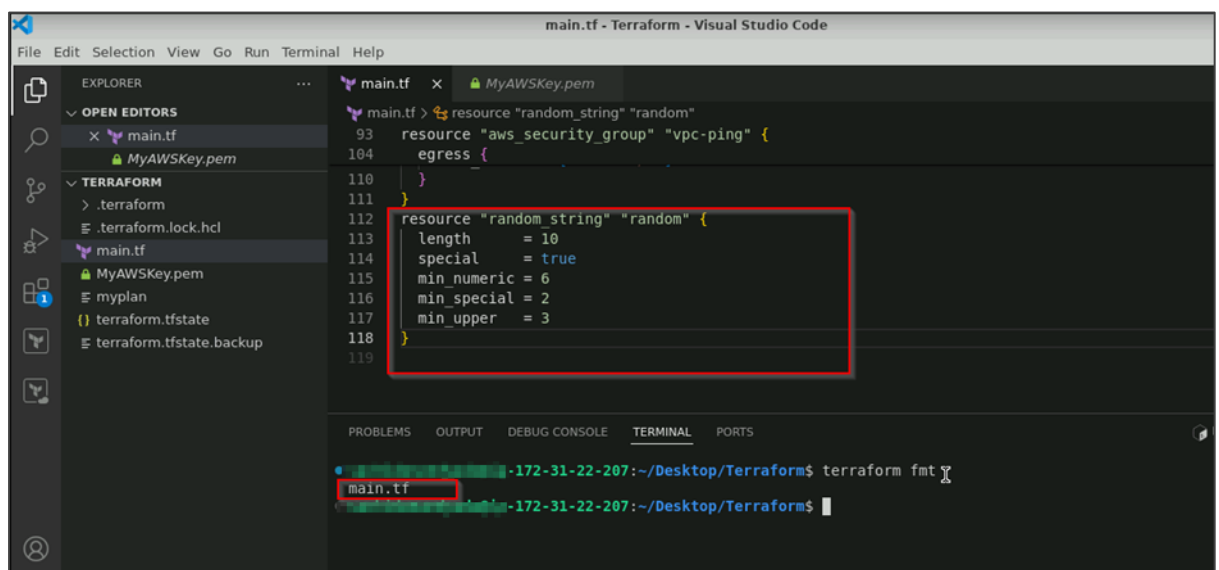 main.tf - Terraform - Visual Studio Code
File Edit Selection View Go Run Terminal Help
EXPLORER ...
OPEN EDITORS
main.tf
MyAWSKey.pem
TERRAFORM
.terraform
.terraform.lock.hcl
main.tf
MyAWSKey.pem
myplan
{} terraform.tfstate
terraform.tfstate.backup
1
main.tf MyAWSKey.pem
main.tf > resource "random_string" "random"
93 resource "aws_security_group" "vpc-ping" {
104 egress {
110 }
111 }
112 resource "random_string" "random" {
113 length = 10
114 special = true
115 min_numeric = 6
116 min_special = 2
117 min_upper = 3
118 }
119
PROBLEMS OUTPUT DEBUG CONSOLE TERMINAL PORTS
-172-31-22-207:~/Desktop/Terraform$ terraform fmt
main.tf
-172-31-22-207:~/Desktop/Terraform$